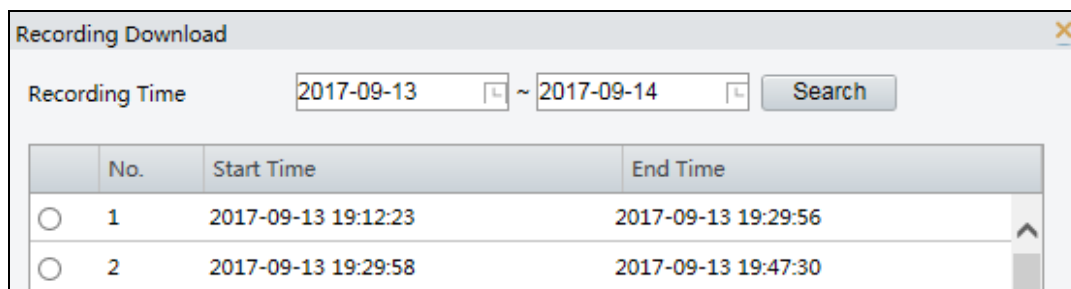 Recording Download
Recording Time 2017-09-13 ~ 2017-09-14 Search
No. Start Time End Time
1 2017-09-13 19:12:23 2017-09-13 19:29:56
2 2017-09-13 19:29:58 2017-09-13 19:47:30